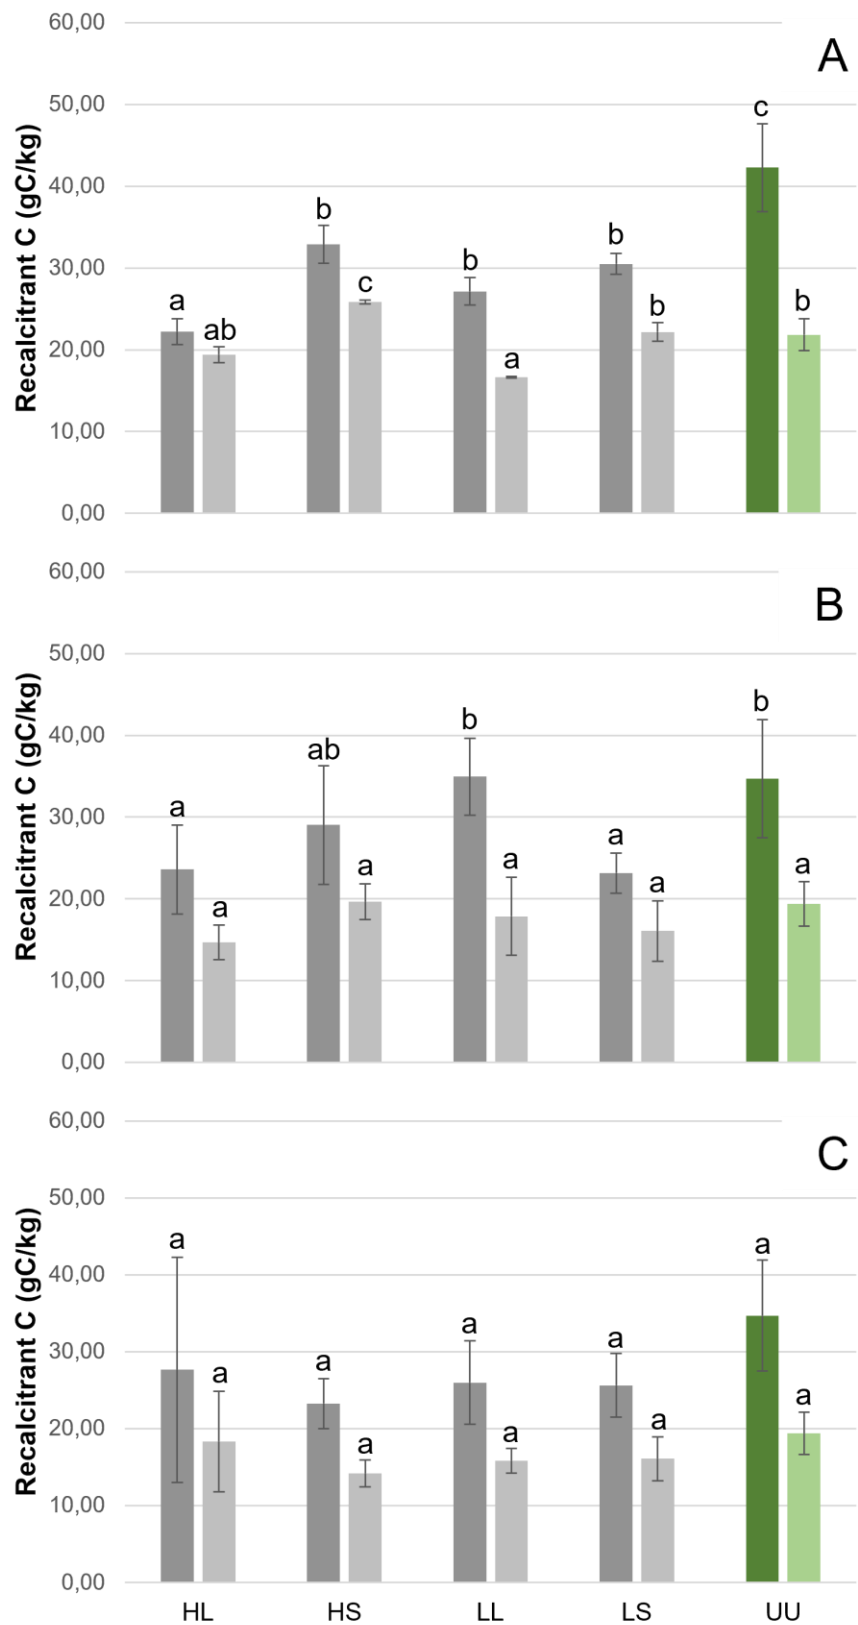 60,00
A
50,00
c
40,00
b
b
30,00
b
c
a
ab
b
b
20,00
a
10,00
0,00
Recalcitrant C (gC/kg)
60,00
B
50,00
b
b
40,00
ab
30,00
a
a
a
a
a
a
20,00
a
10,00
0,00
Recalcitrant C (gC/kg)
60,00
C
50,00
a
a
40,00
a
a
30,00
a
a
a
20,00
a
a
a
10,00
0,00
Recalcitrant C (gC/kg)
HL HS LL LS UU